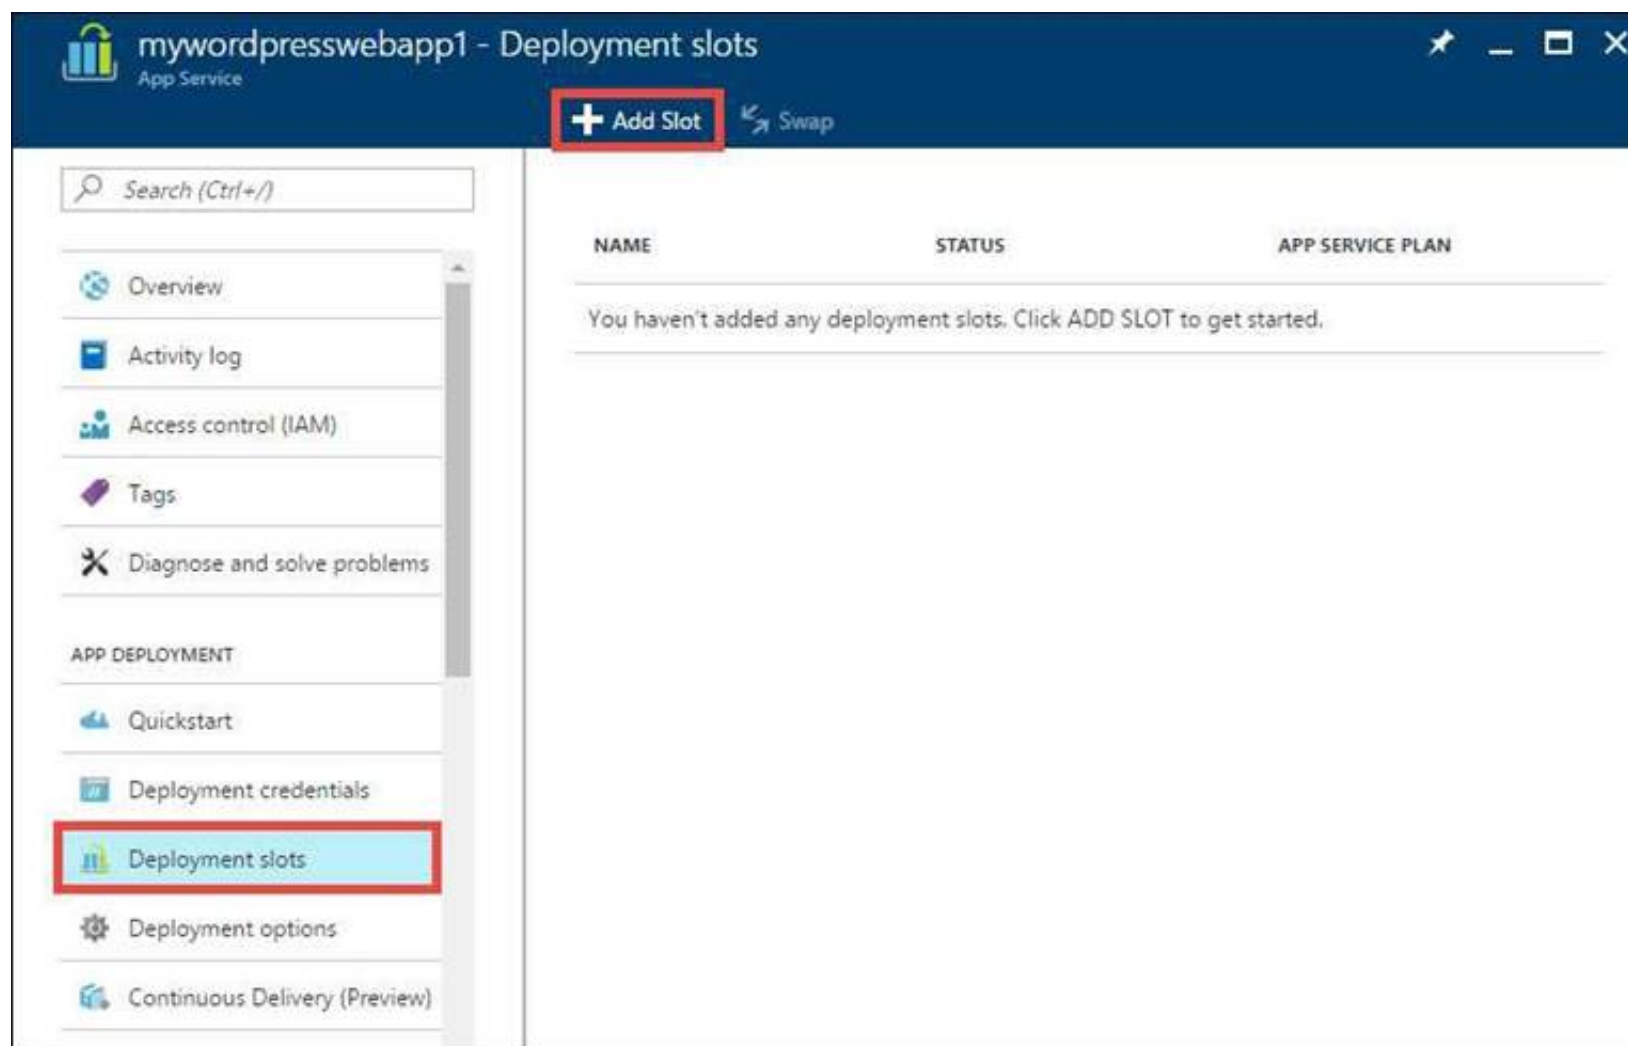 mywordpresswebapp1 - Deployment slots
App Service
Add Slot
Swap
Search (Ctrl+/)
Overview
Activity log
Access control (IAM)
Tags
Diagnose and solve problems
APP DEPLOYMENT
Quickstart
Deployment credentials
Deployment slots
Deployment options
Continuous Delivery (Preview)
NAME STATUS APP SERVICE PLAN
You haven't added any deployment slots. Click ADD SLOT to get started.